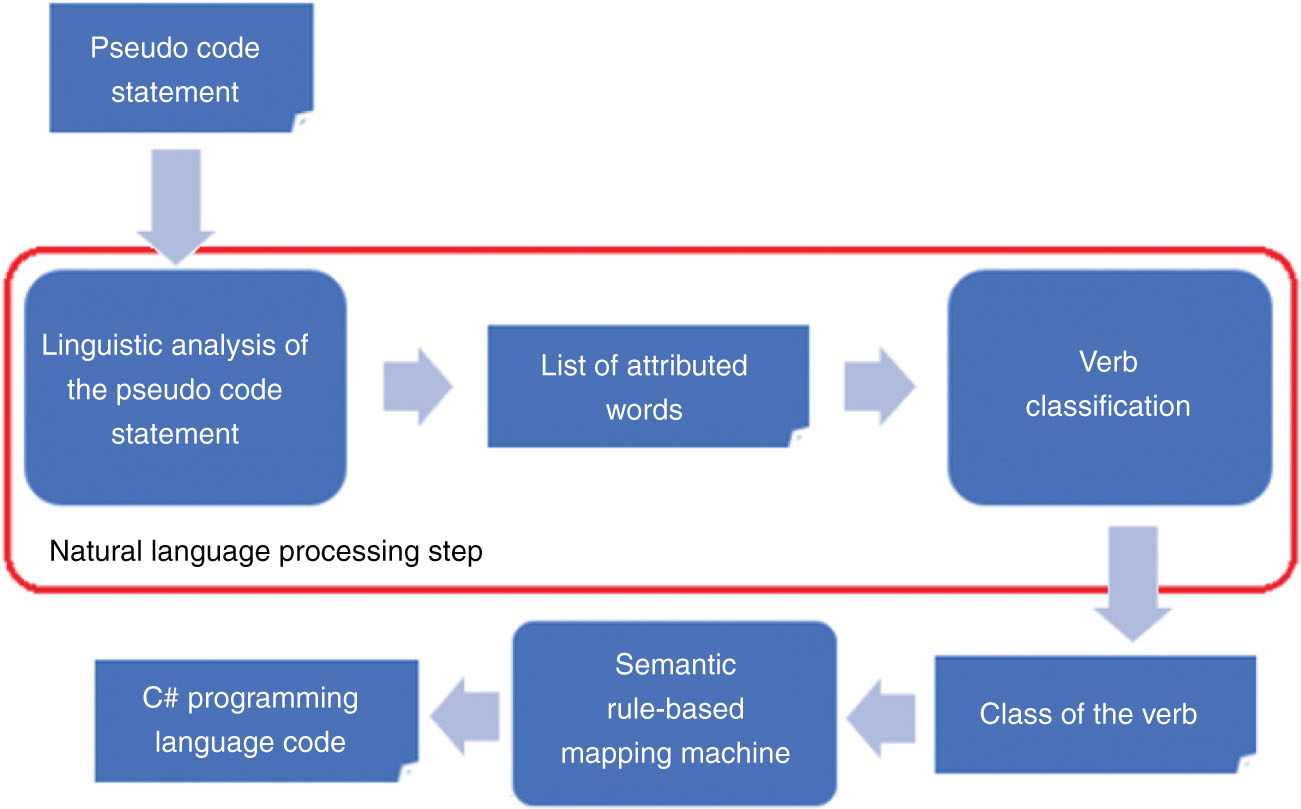 Pseudo code
statement
Linguistic analysis of
the pseudo code
statement
List of attributed
words
Verb
classification
Natural language processing step
C# programming
language code
Semantic
rule-based
mapping machine
Class of the verb